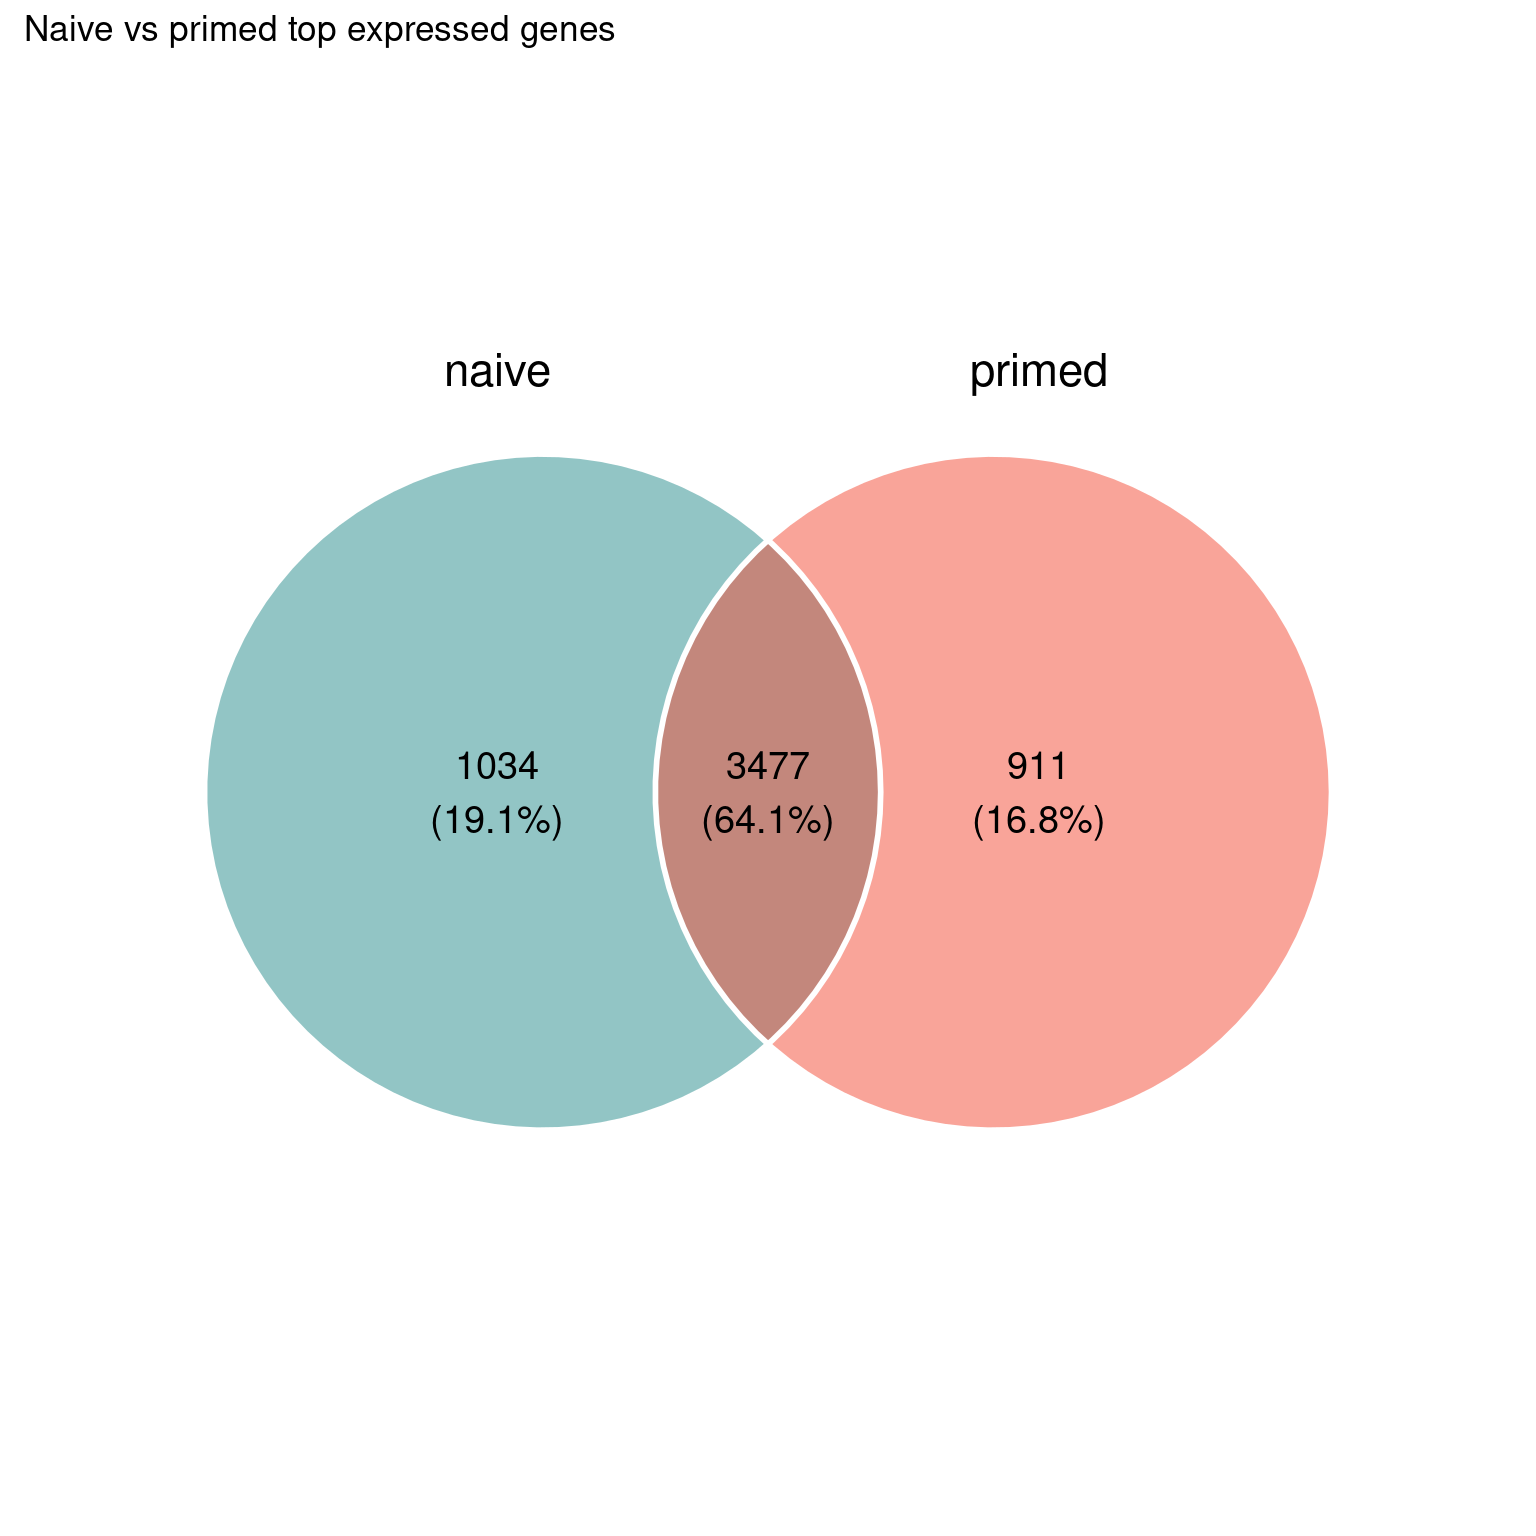 Naive vs primed top expressed genes
naive
primed
1034
(19.1%)
3477
(64.1%)
911
(16.8%)